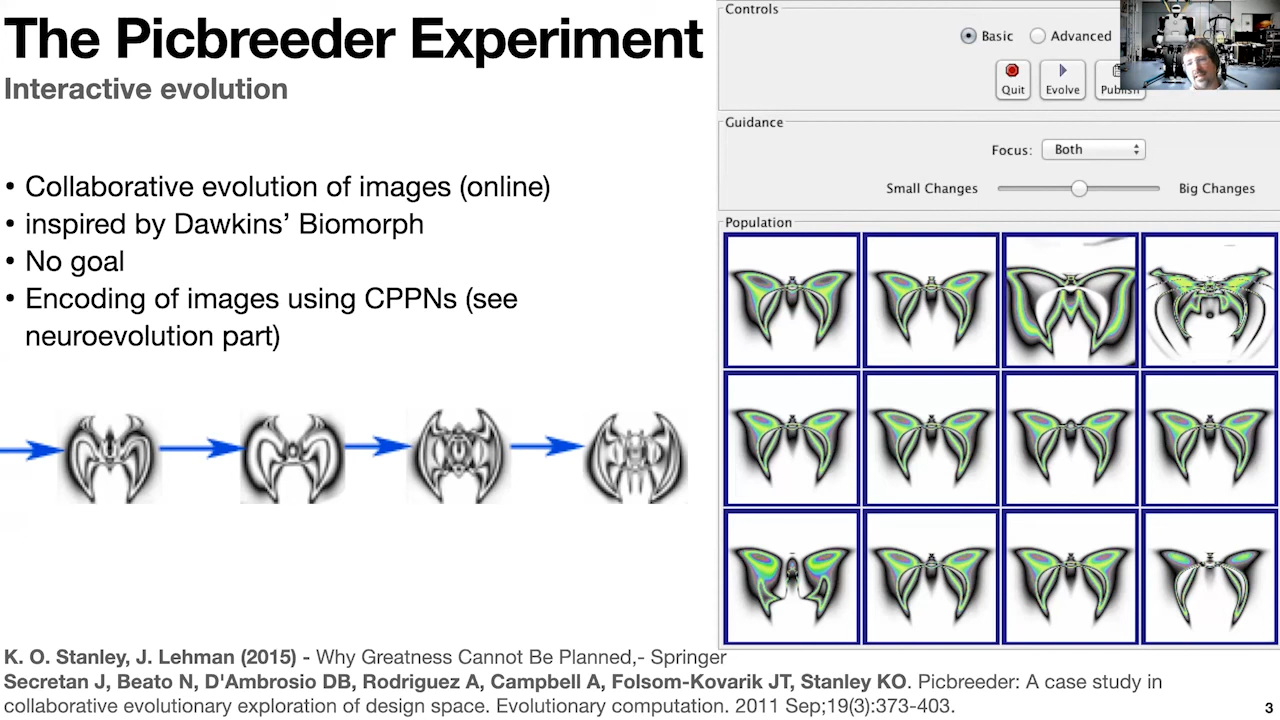 The Picbreeder Experiment
Interactive evolution
• Collaborative evolution of images (online)
• inspired by Dawkins’ Biomorph
• No goal
• Encoding of images using CPPNs (see
neuroevolution part)
Controls
Basic Advanced
Quit Evolve Publish
Guidance
Focus: Both
Small Changes Big Changes
Population
K. O. Stanley, J. Lehman (2015) - Why Greatness Cannot Be Planned,- Springer
Secretan J, Beato N, D'Ambrosio DB, Rodriguez A, Campbell A, Folsom-Kovarik JT, Stanley KO. Picbreeder: A case study in
collaborative evolutionary exploration of design space. Evolutionary computation. 2011 Sep;19(3):373-403.
3